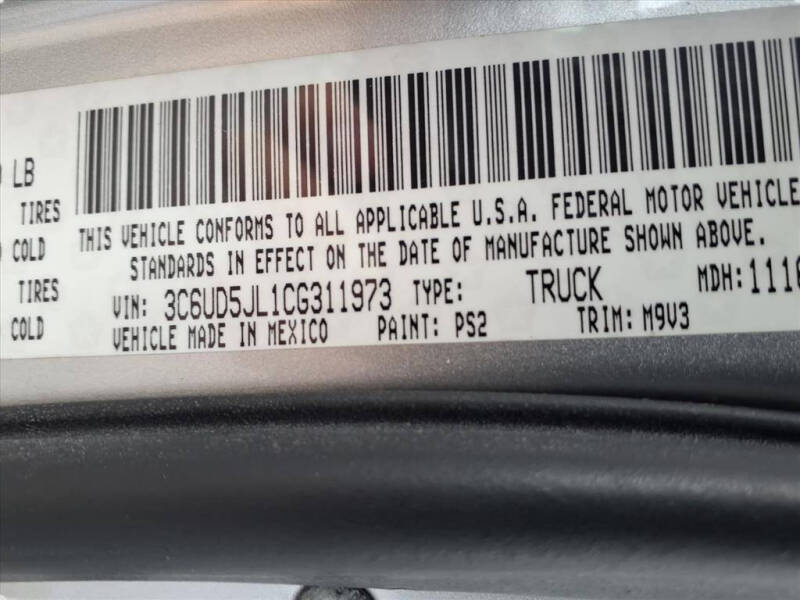 LB
TIRES
COLD
TIRES
COLD
THIS VEHICLE CONFORMS TO ALL APPLICABLE U.S.A. FEDERAL MOTOR VEHICLE
STANDARDS IN EFFECT ON THE DATE OF MANUFACTURE SHOWN ABOVE.
VIN: 3C6UD5JL1CG311973 TYPE: TRUCK MDH:1110
VEHICLE MADE IN MEXICO PAINT: PS2 TRIM: M9V3